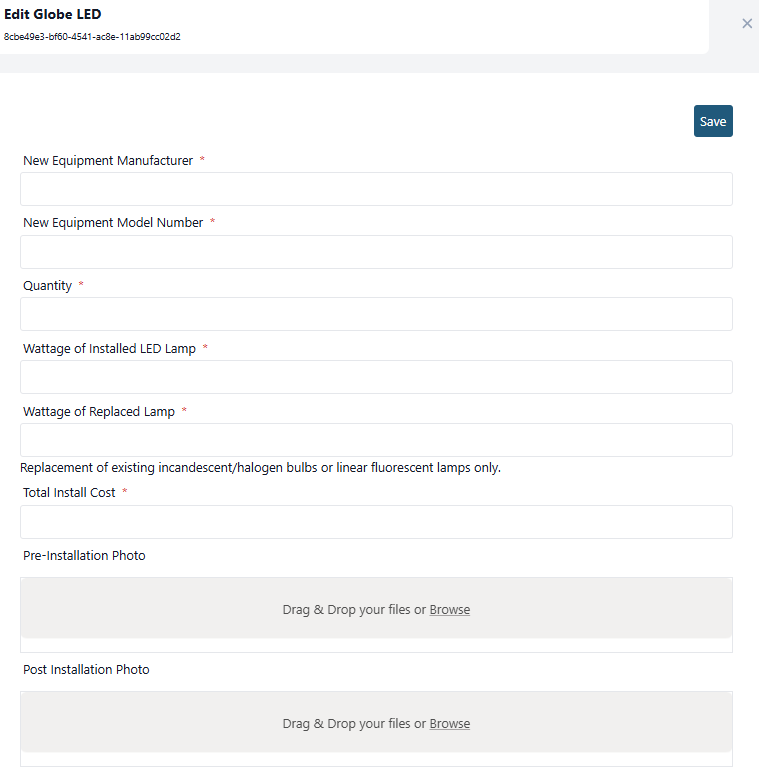 Edit Globe LED
8cbe49e3-bf60-4541-ac8e-11ab99cc02d2
Save
New Equipment Manufacturer *
New Equipment Model Number *
Quantity *
Wattage of Installed LED Lamp *
Wattage of Replaced Lamp *
Replacement of existing incandescent/halogen bulbs or linear fluorescent lamps only.
Total Install Cost *
Pre-Installation Photo
Drag & Drop your files or Browse
Post Installation Photo
Drag & Drop your files or Browse